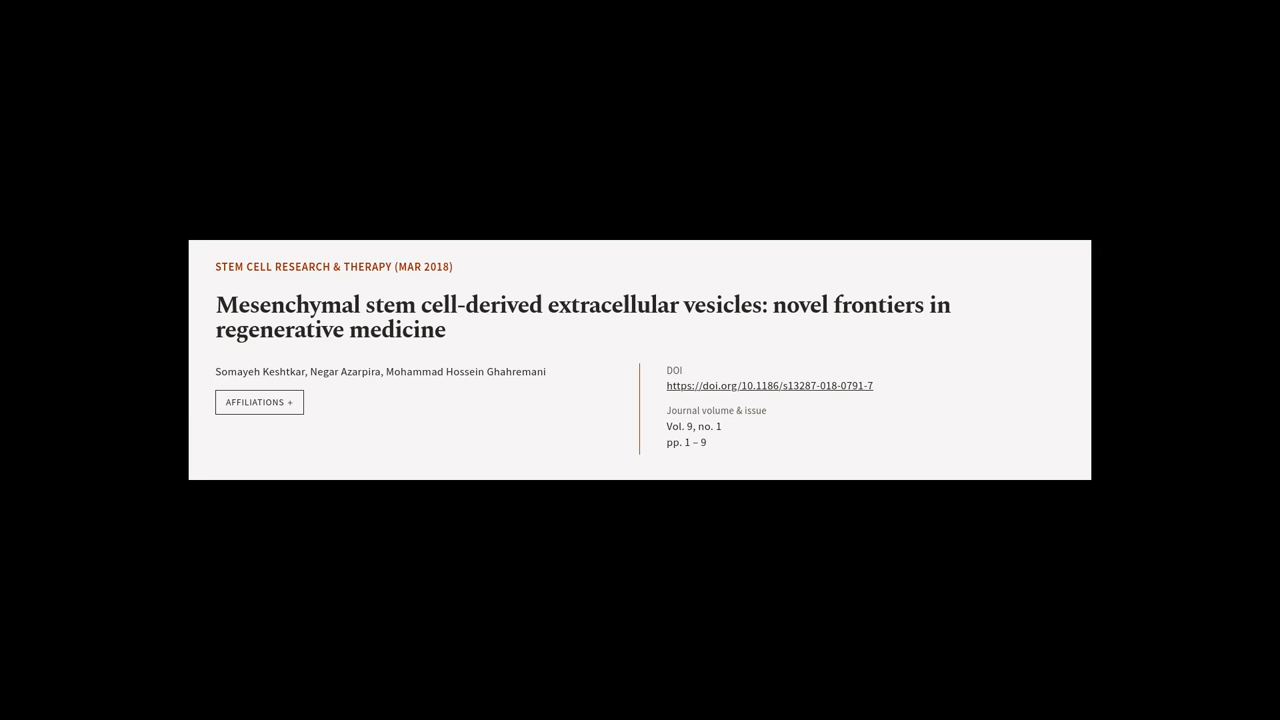 STEM CELL RESEARCH & THERAPY (MAR 2018)
Mesenchymal stem cell-derived extracellular vesicles: novel frontiers in
regenerative medicine
Somayeh Keshtkar, Negar Azarpira, Mohammad Hossein Ghahremani
AFFILIATIONS +
DOI
https://doi.org/10.1186/s13287-018-0791-7
Journal volume & issue
Vol. 9, no. 1
pp. 1 – 9